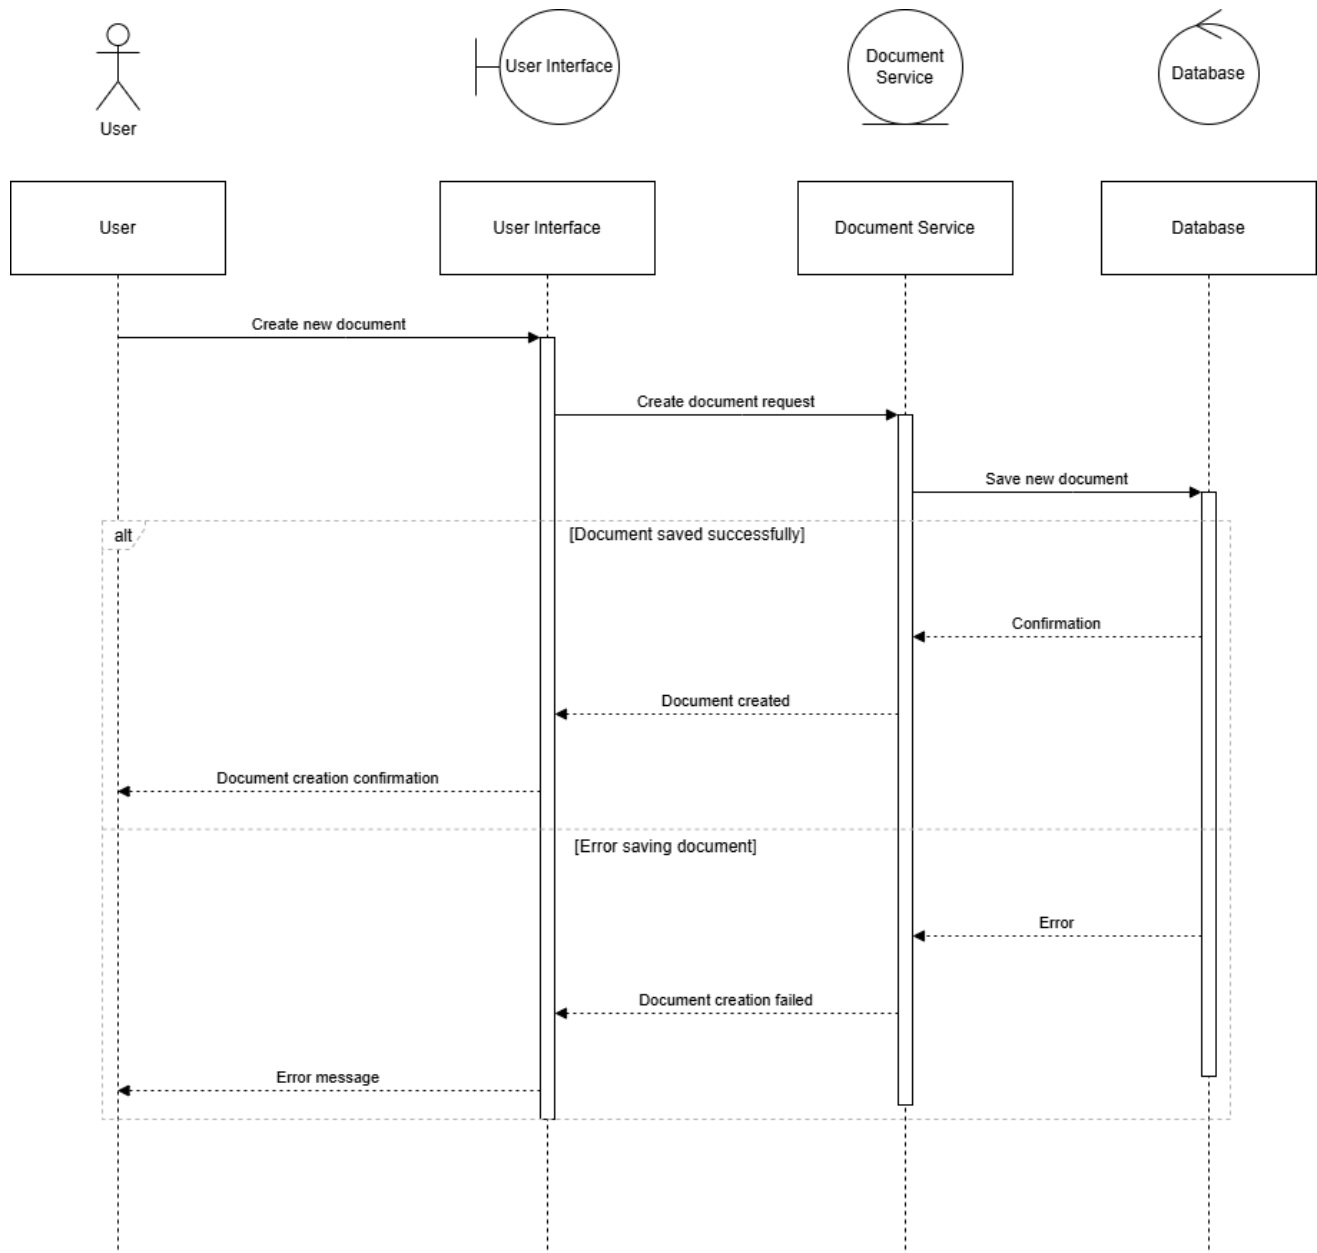 User
User Interface
Document
Service
Database
User
User Interface
Document Service
Database
Create new document
Create document request
Save new document
alt
[Document saved successfully]
Confirmation
Document created
Document creation confirmation
[Error saving document]
Error
Document creation failed
Error message